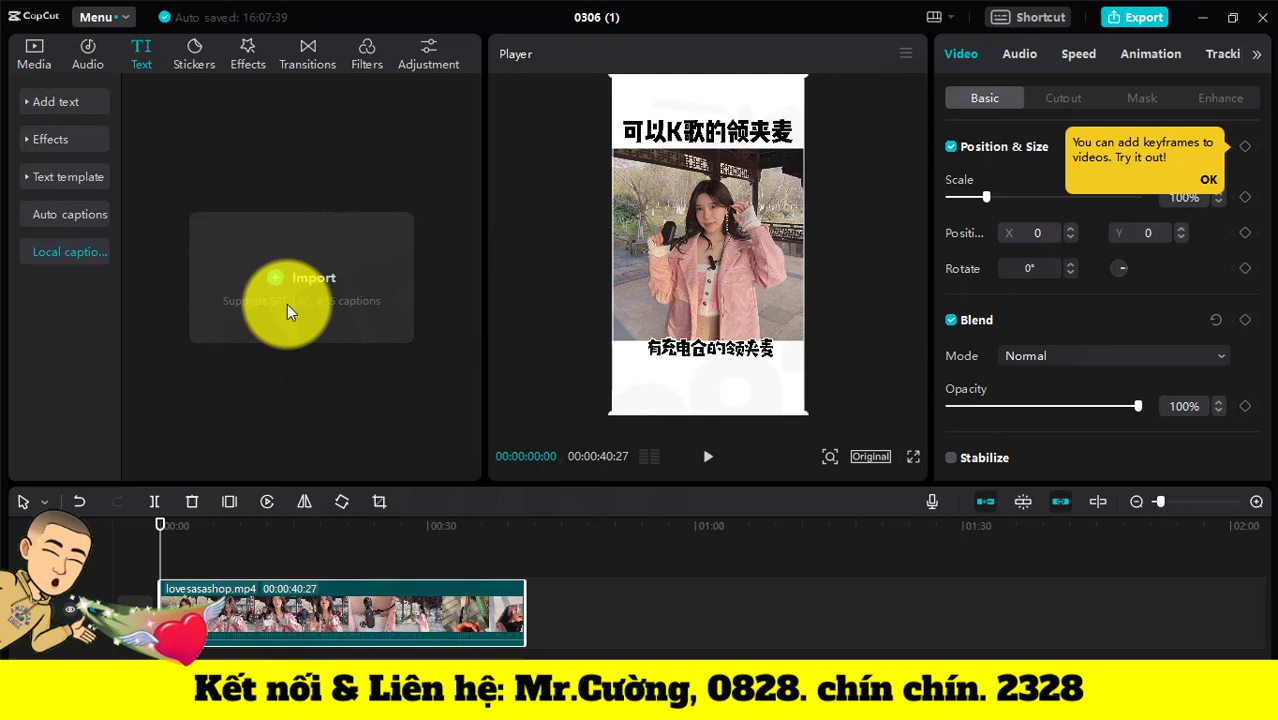 CapCut
Menu
Auto saved: 16:07:39
0306 (1)
Shortcut
Export
Media
Audio
TI
Text
Stickers
Effects
Transitions
Filters
Adjustment
Add text
Effects
Text template
Auto captions
Local captio...
Import
Supports SRT, LRC, ASS captions
Player
可以K歌的领夹麦
有充电仓的领夹麦
00:00:00:00
00:00:40:27
Original
Video
Audio
Speed
Animation
Tracki
Basic
Cutout
Mask
Enhance
Position & Size
You can add keyframes to
videos. Try it out!
OK
Scale
100%
Positi...
X 0
Y 0
Rotate
0°
Blend
Mode
Normal
Opacity
100%
Stabilize
00:00
00:30
01:00
01:30
02:00
lovesasashop.mp4 00:00:40:27
Kết nối & Liên hệ: Mr.Cường, 0828. chín chín. 2328